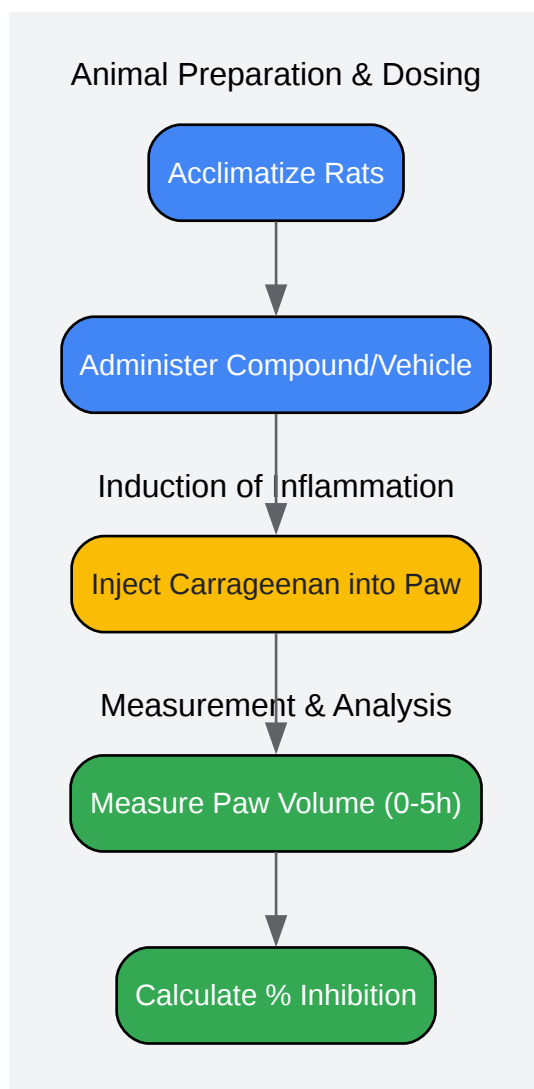 Animal Preparation & Dosing
Acclimatize Rats
Administer Compound/Vehicle
Induction of Inflammation
Inject Carrageenan into Paw
Measurement & Analysis
Measure Paw Volume (0-5h)
Calculate % Inhibition